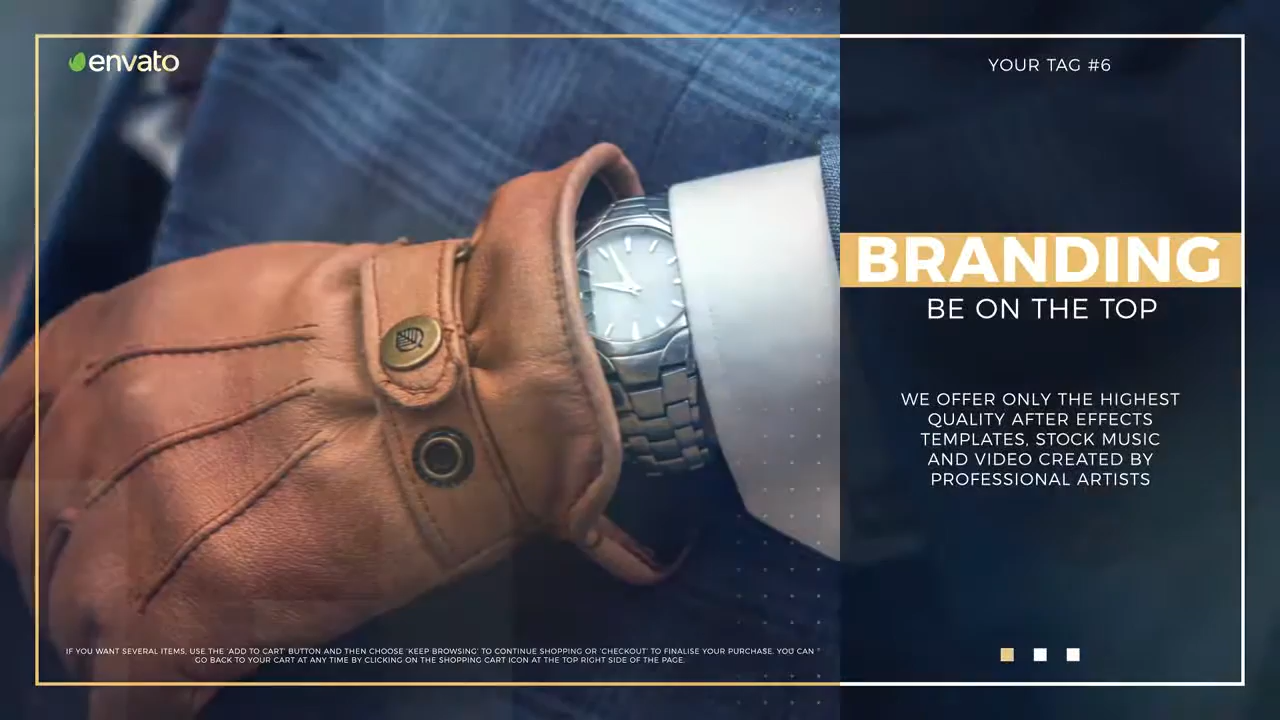 envato
YOUR TAG #6
BRANDING
BE ON THE TOP
WE OFFER ONLY THE HIGHEST
QUALITY AFTER EFFECTS
TEMPLATES, STOCK MUSIC
AND VIDEO CREATED BY
PROFESSIONAL ARTISTS
IF YOU WANT SEVERAL ITEMS, USE THE 'ADD TO CART' BUTTON AND THEN CHOOSE 'KEEP BROWSING' TO CONTINUE SHOPPING OR 'CHECKOUT' TO FINALISE YOUR PURCHASE. YOU CAN
GO BACK TO YOUR CART AT ANY TIME BY CLICKING ON THE SHOPPING CART ICON AT THE TOP RIGHT SIDE OF THE PAGE.